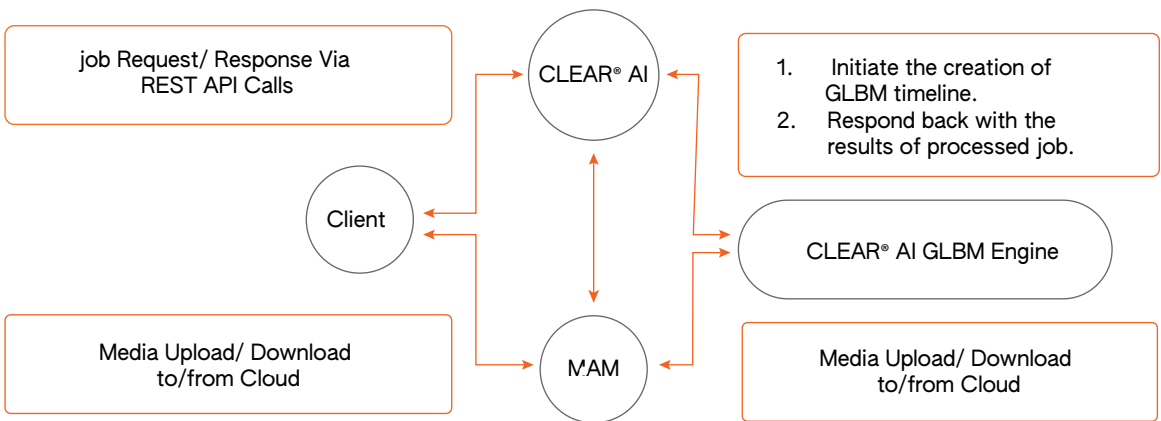 job Request/ Response Via
REST API Calls
CLEAR® AI
1. Initiate the creation of
GLBM timeline.
2. Respond back with the
results of processed job.
Client
CLEAR® AI GLBM Engine
Media Upload/ Download
to/from Cloud
MAM
Media Upload/ Download
to/from Cloud